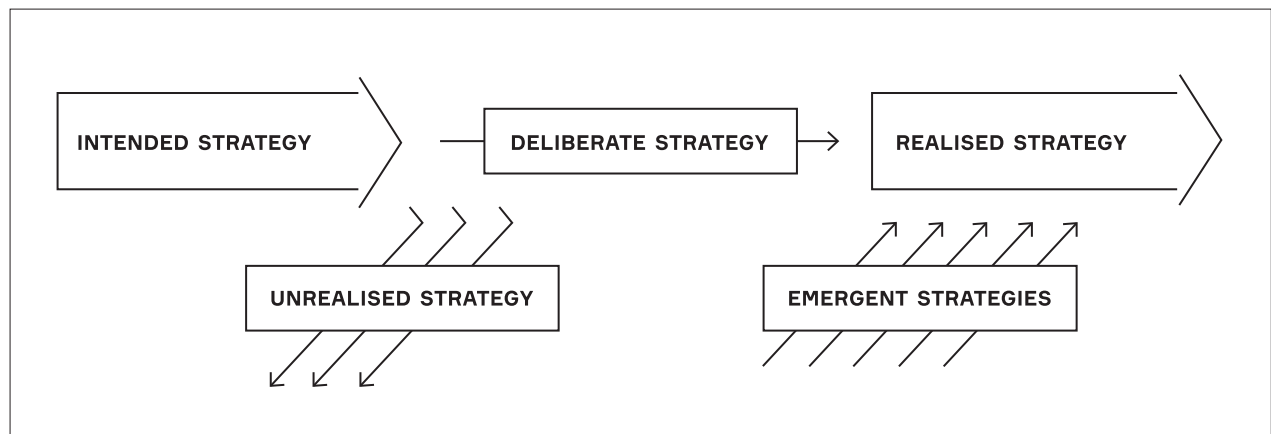 INTENDED STRATEGY
DELIBERATE STRATEGY
REALISED STRATEGY
UNREALISED STRATEGY
EMERGENT STRATEGIES